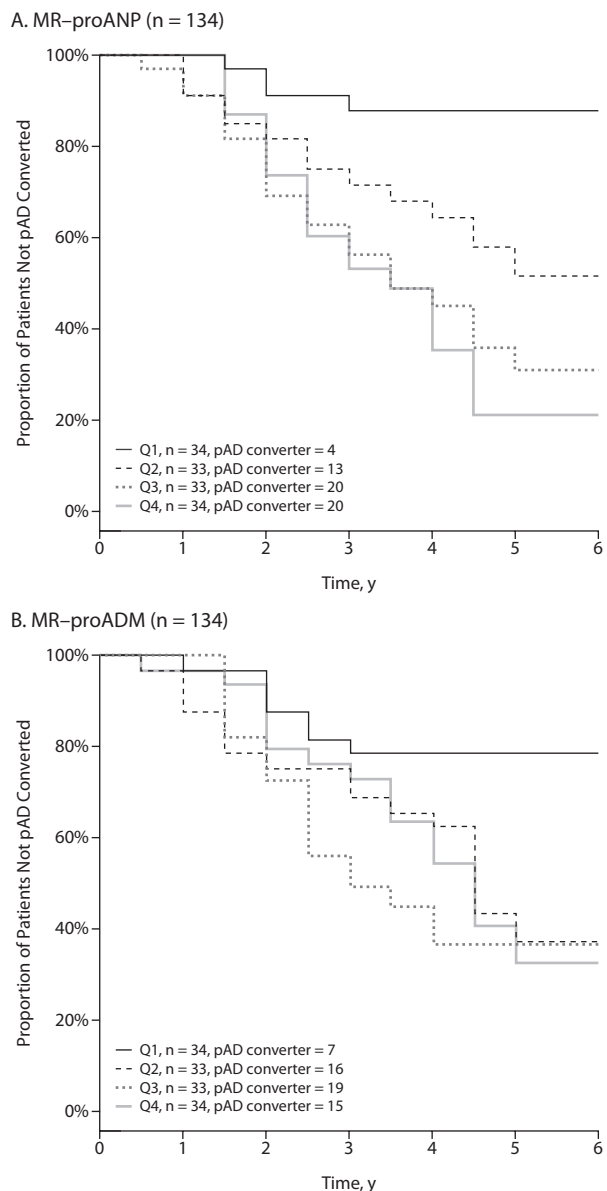 A. MR–proANP (n = 134)
Proportion of Patients Not pAD Converted
100%
80%
60%
40%
20%
0%
Q1, n = 34, pAD converter = 4
Q2, n = 33, pAD converter = 13
Q3, n = 33, pAD converter = 20
Q4, n = 34, pAD converter = 20
0 1 2 3 4 5 6
Time, y
B. MR–proADM (n = 134)
Proportion of Patients Not pAD Converted
100%
80%
60%
40%
20%
0%
Q1, n = 34, pAD converter = 7
Q2, n = 33, pAD converter = 16
Q3, n = 33, pAD converter = 19
Q4, n = 34, pAD converter = 15
0 1 2 3 4 5 6
Time, y